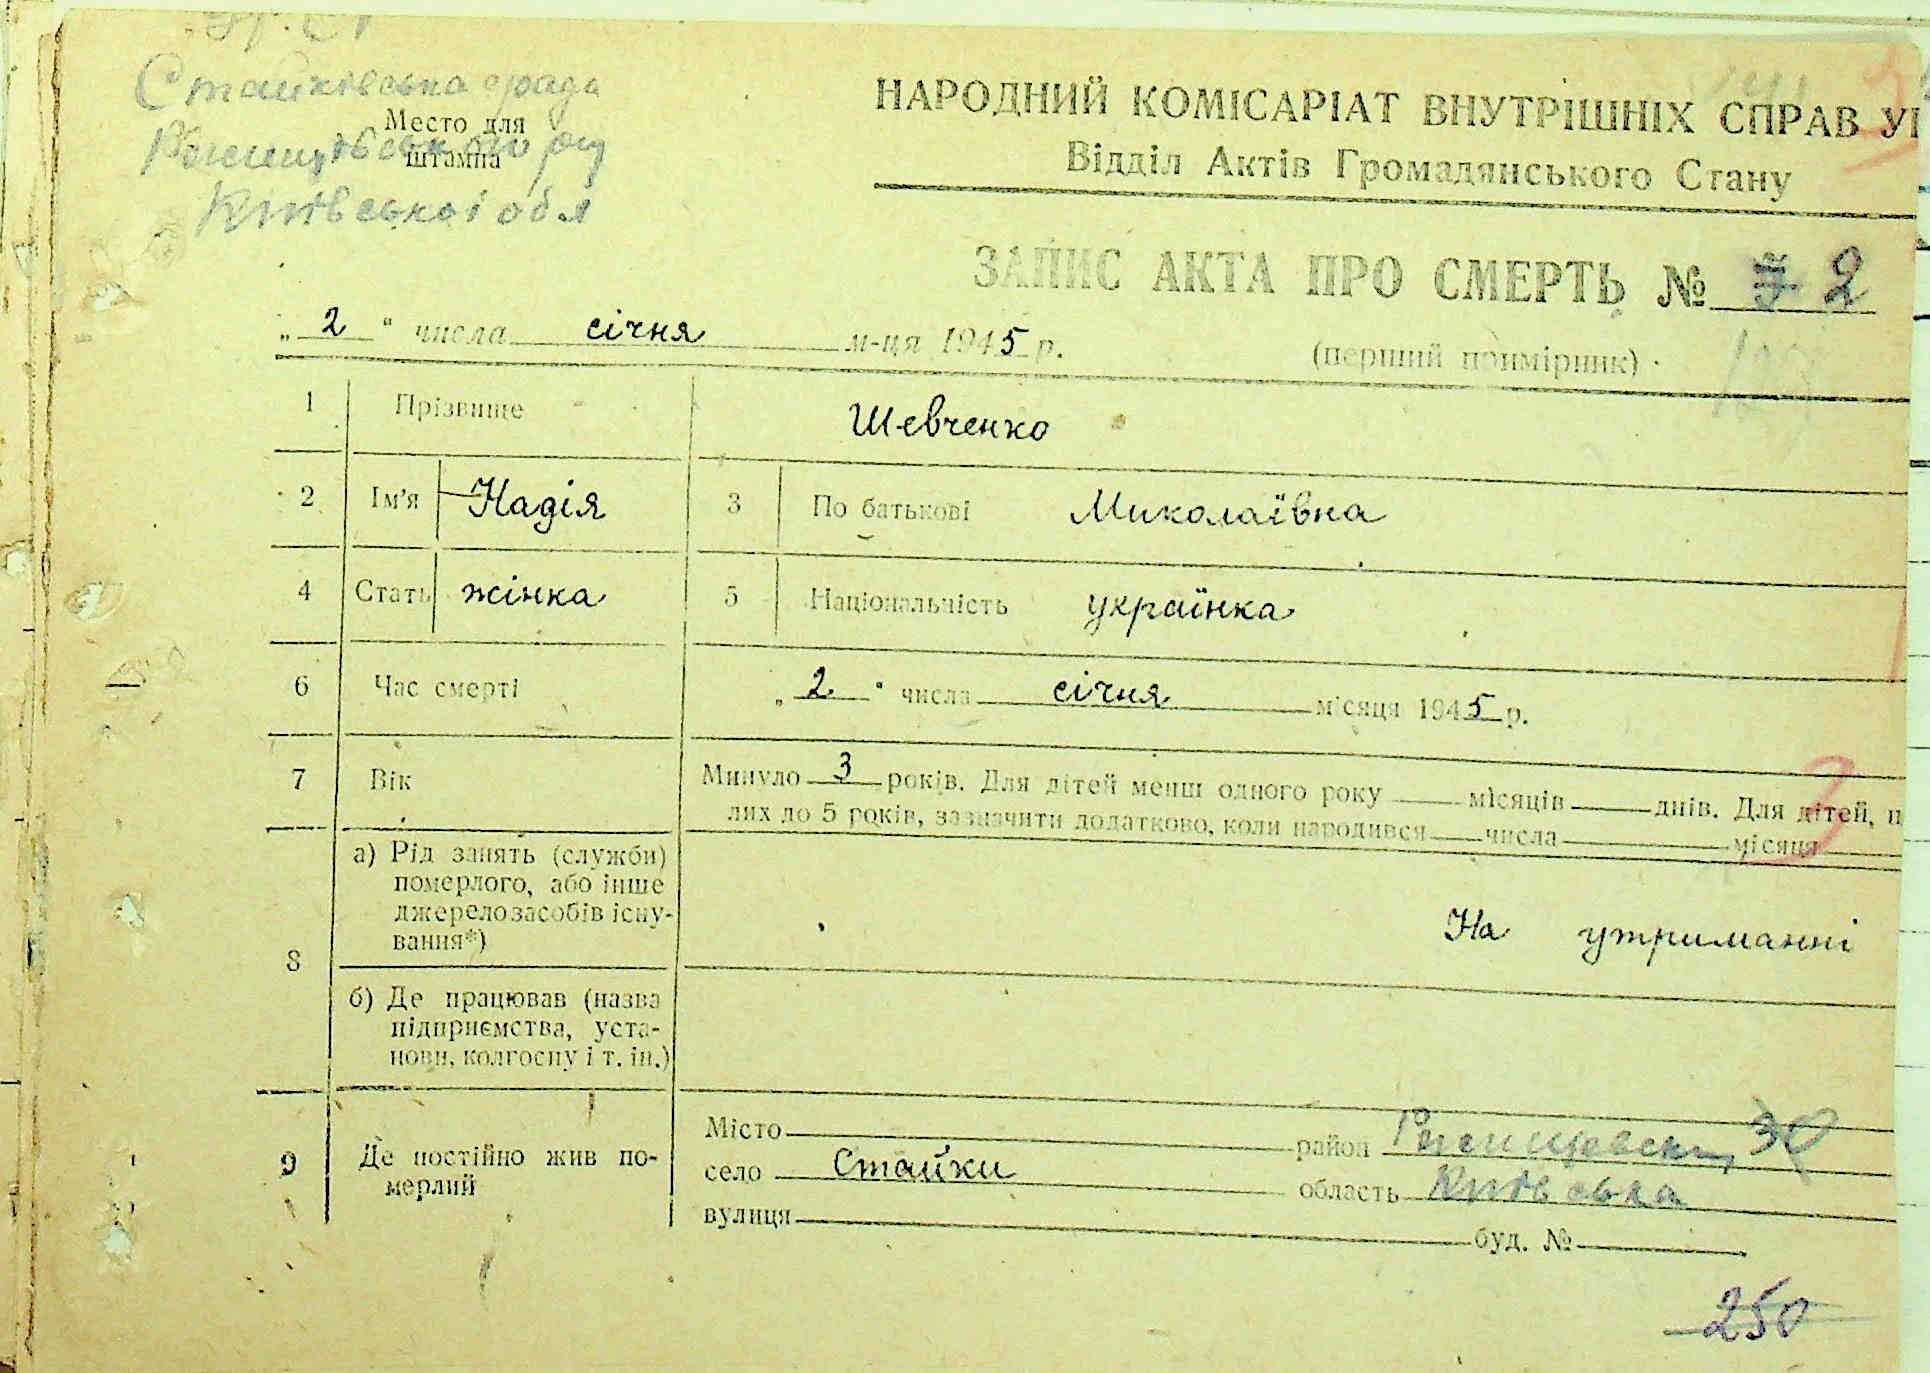 Стайківська рада
Место для
штампа
Київської обл
НАРОДНИЙ КОМІСАРІАТ ВНУТРІШНІХ СПРАВ
Відділ Актів Громадянського Стану
ЗАПИС АКТА ПРО СМЕРТЬ № 2
„ 2 “ числа січня м-ця 1945 р.
(перший примірник)
1 Прізвище Шевченко
2 Ім'я Надія 3 По батькові Миколаївна
4 Стать жінка 5 Національність українка
6 Час смерті „ 2 “ числа січня місяця 1945 р.
7 Вік Минуло 3 років. Для дітей менш одного року місяців днів. Для дітей,
лих до 5 років, зазначити додатково, коли народився числа місяця
8 а) Рід занять (служби)
померлого, або інше
джерело засобів існу-
вання*)
На утриманні
б) Де працював (назва
підприємства, уста-
нови, колгоспу і т. ін.)
9 Де постійно жив по-
мерлий
Місто район
село Стайки область Київська
вулиця буд. №
250